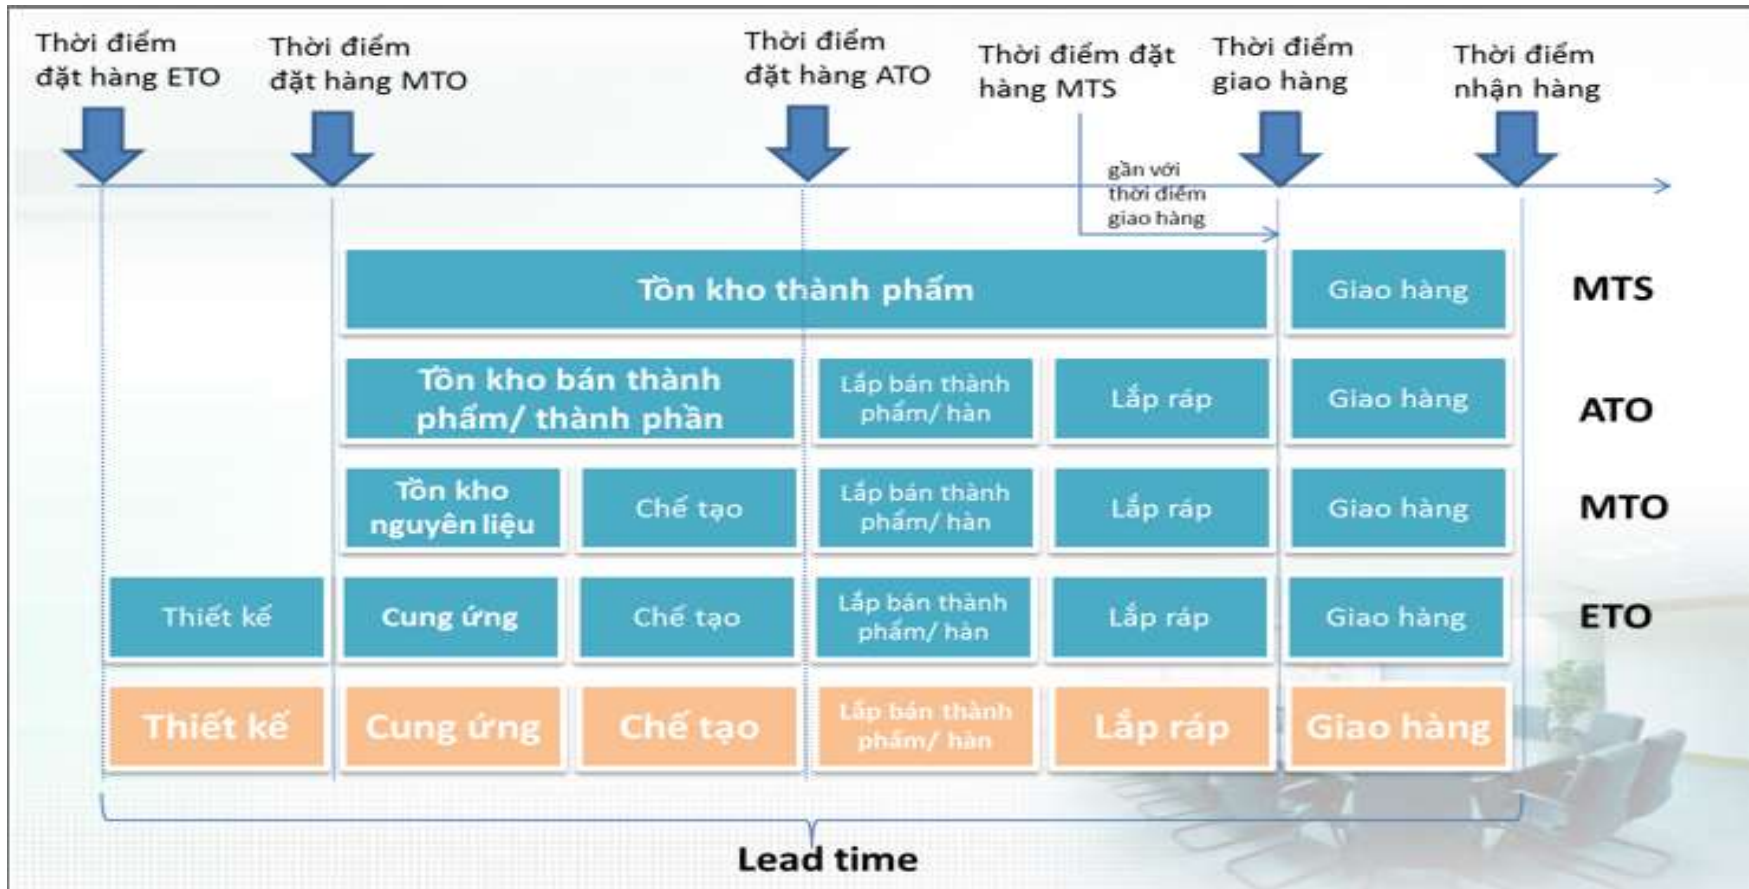 Thời điểm
đặt hàng ETO
Thời điểm
đặt hàng MTO
Thời điểm
đặt hàng ATO
Thời điểm đặt
hàng MTS
Thời điểm
giao hàng
Thời điểm
nhận hàng
gần với
thời điểm
giao hàng
Tồn kho thành phẩm
Giao hàng
MTS
Tồn kho bán thành
phẩm/ thành phần
Lắp bán thành
phẩm/ hàn
Lắp ráp
Giao hàng
ATO
Tồn kho
nguyên liệu
Chế tạo
Lắp bán thành
phẩm/ hàn
Lắp ráp
Giao hàng
MTO
Thiết kế
Cung ứng
Chế tạo
Lắp bán thành
phẩm/ hàn
Lắp ráp
Giao hàng
ETO
Thiết kế
Cung ứng
Chế tạo
Lắp bán thành
phẩm/ hàn
Lắp ráp
Giao hàng
Lead time